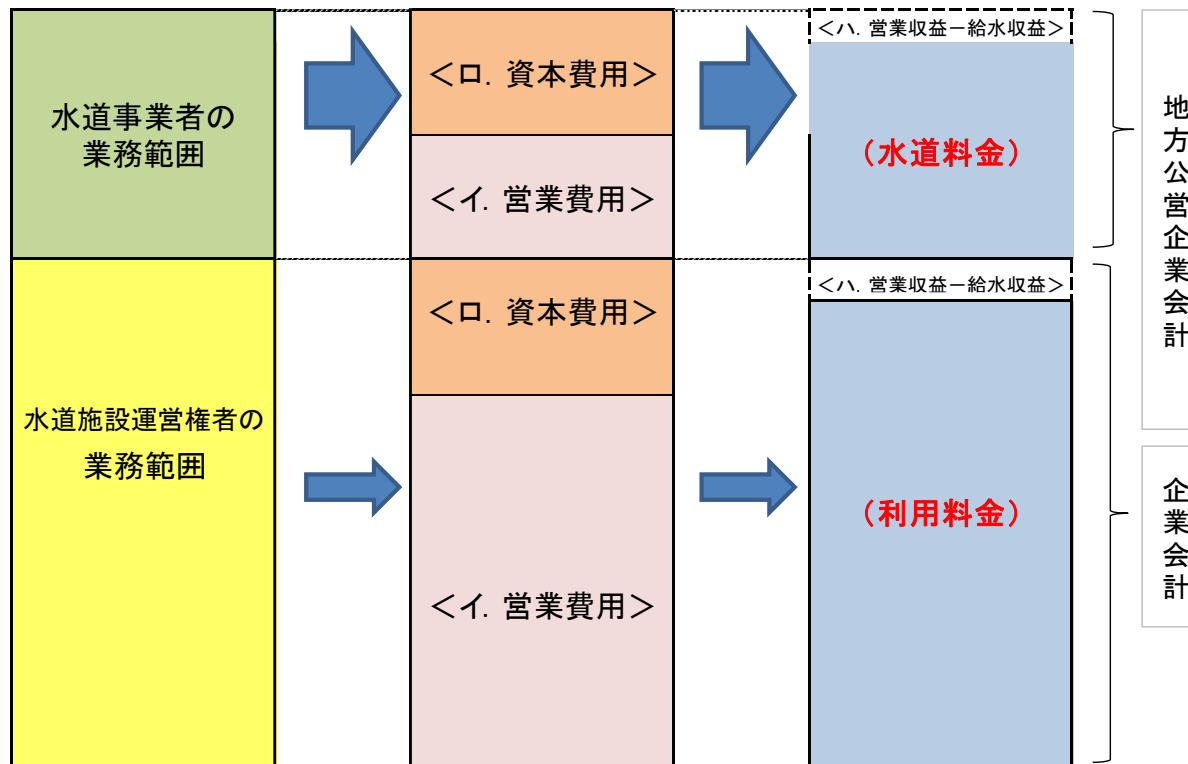 水道事業者の
業務範囲
＜ロ. 資本費用＞
＜イ. 営業費用＞
＜ハ. 営業収益－給水収益＞
（水道料金）
地方公営企業会計
水道施設運営権者の
業務範囲
＜ロ. 資本費用＞
＜イ. 営業費用＞
＜ハ. 営業収益－給水収益＞
（利用料金）
企業会計